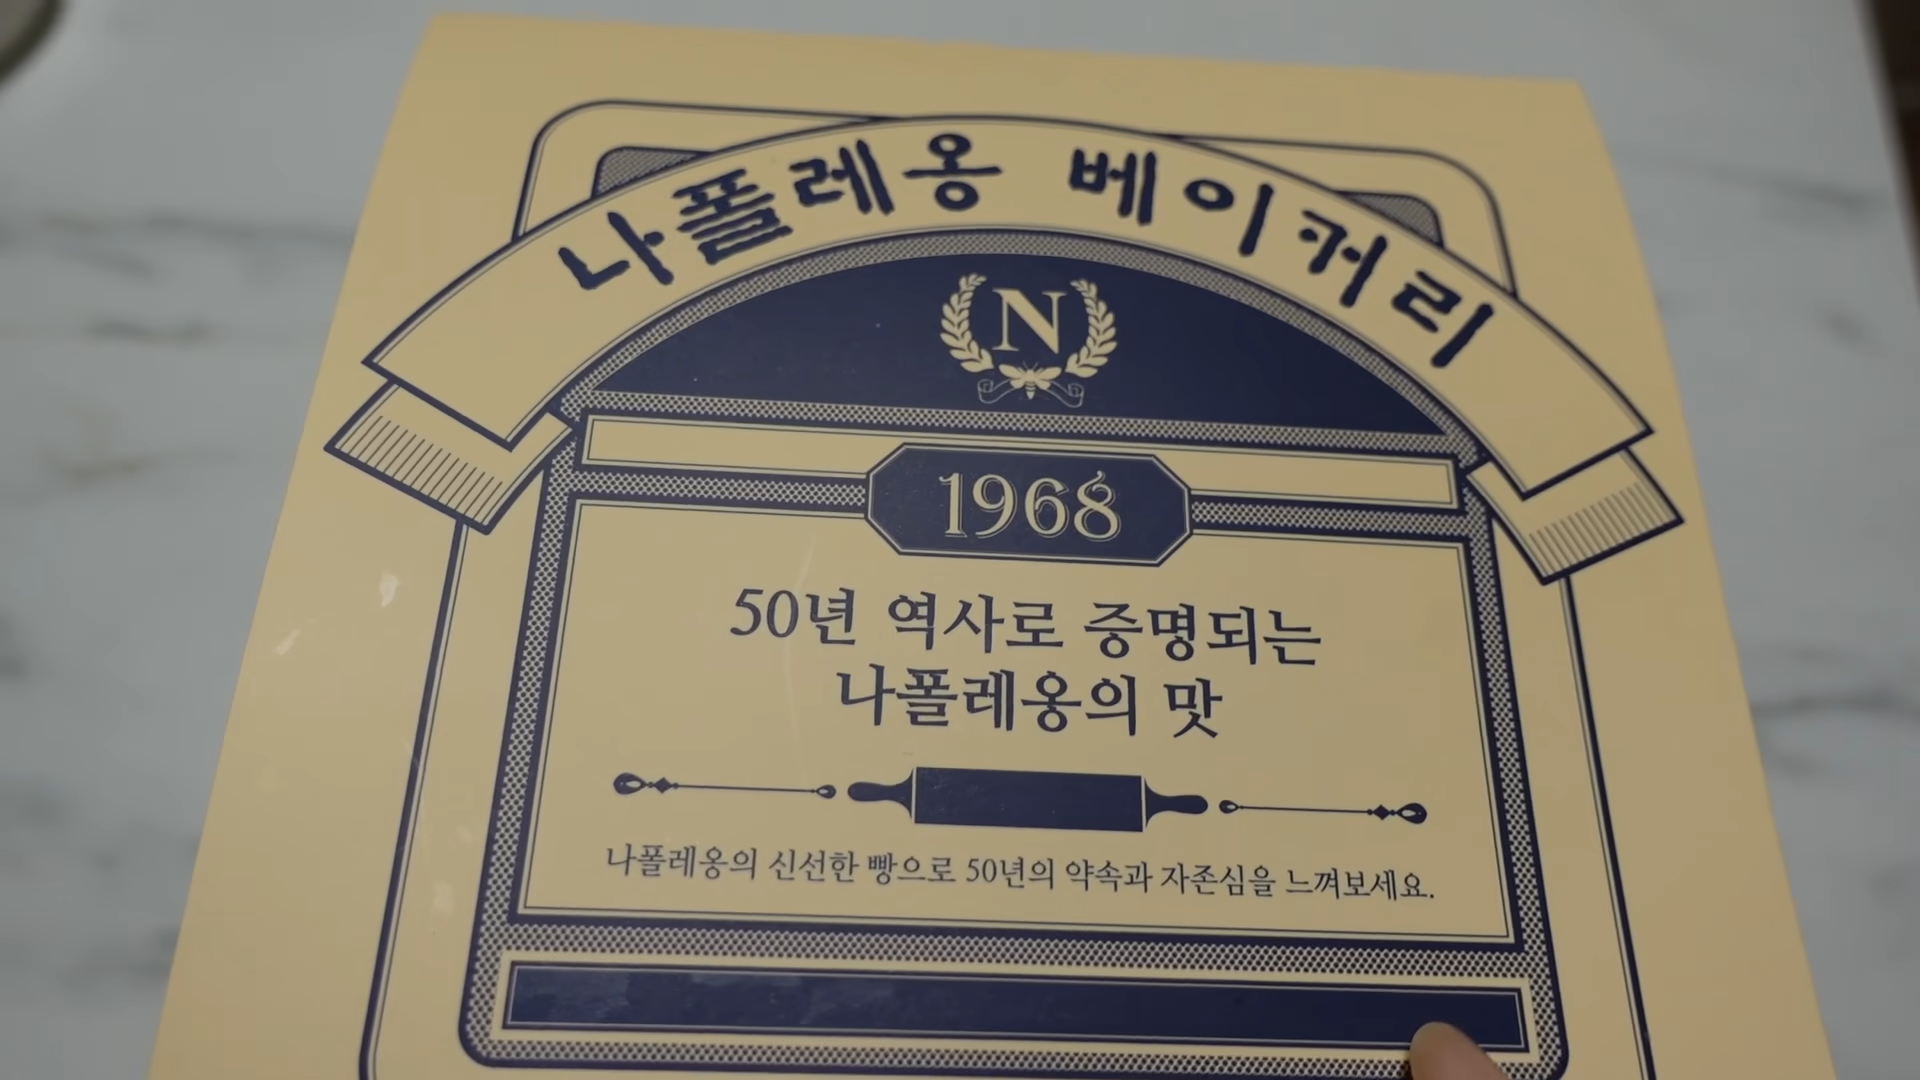 나폴레옹 베이커리
N
1968
50년 역사로 증명되는
나폴레옹의 맛
나폴레옹의 신선한 빵으로 50년의 약속과 자존심을 느껴보세요.